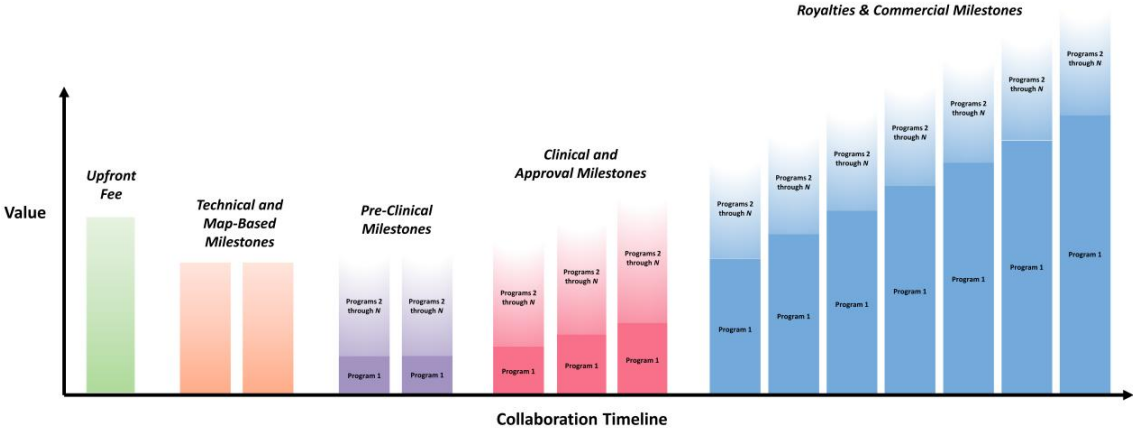 Royalties & Commercial Milestones
Value
Upfront
Fee
Technical and
Map-Based
Milestones
Pre-Clinical
Milestones
Programs 2
through N
Program 1
Programs 2
through N
Program 1
Clinical and
Approval Milestones
Programs 2
through N
Program 1
Programs 2
through N
Program 1
Programs 2
through N
Program 1
Programs 2
through N
Program 1
Programs 2
through N
Program 1
Programs 2
through N
Program 1
Programs 2
through N
Program 1
Programs 2
through N
Program 1
Programs 2
through N
Program 1
Programs 2
through N
Program 1
Collaboration Timeline